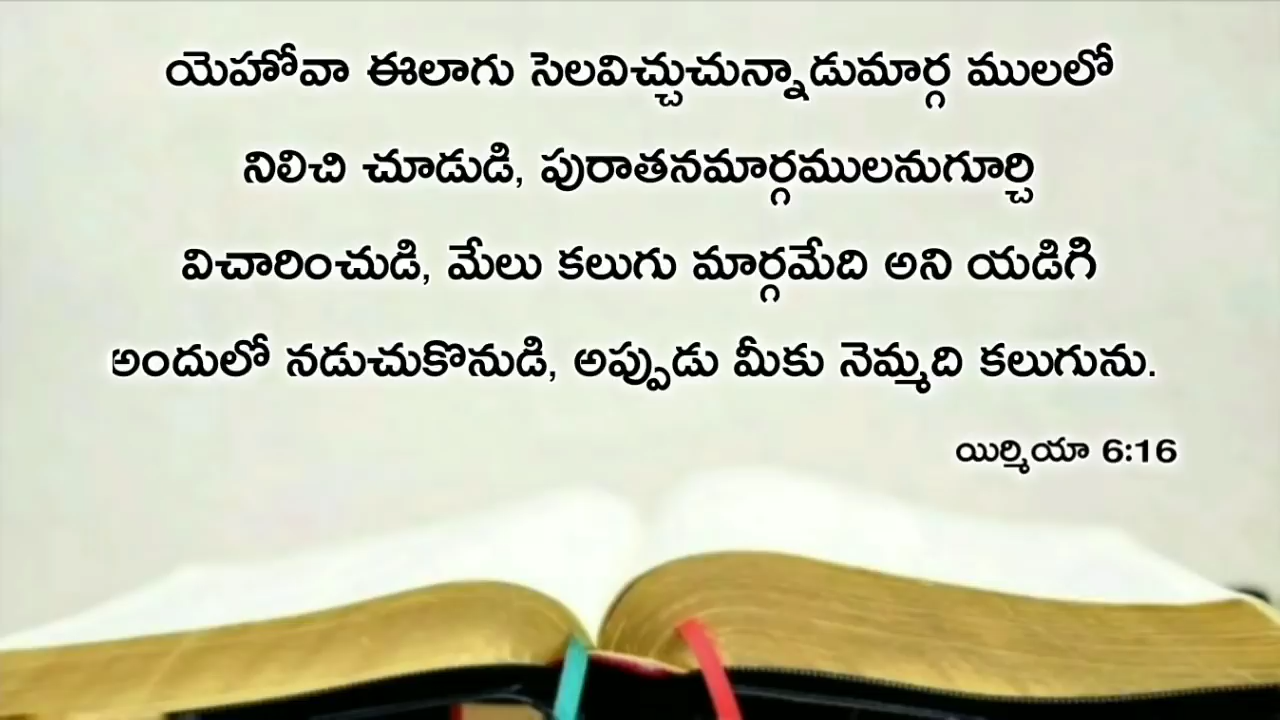 యెహోవా ఈలాగు సెలవిచ్చుచున్నాడుమార్గ ములలో
నిలిచి చూడుడి, పురాతనమార్గములనుగూర్చి
విచారించుడి, మేలు కలుగు మార్గమేది అని యడిగి
అందులో నడుచుకొనుడి, అప్పుడు మీకు నెమ్మది కలుగును.
యిర్మియా 6:16